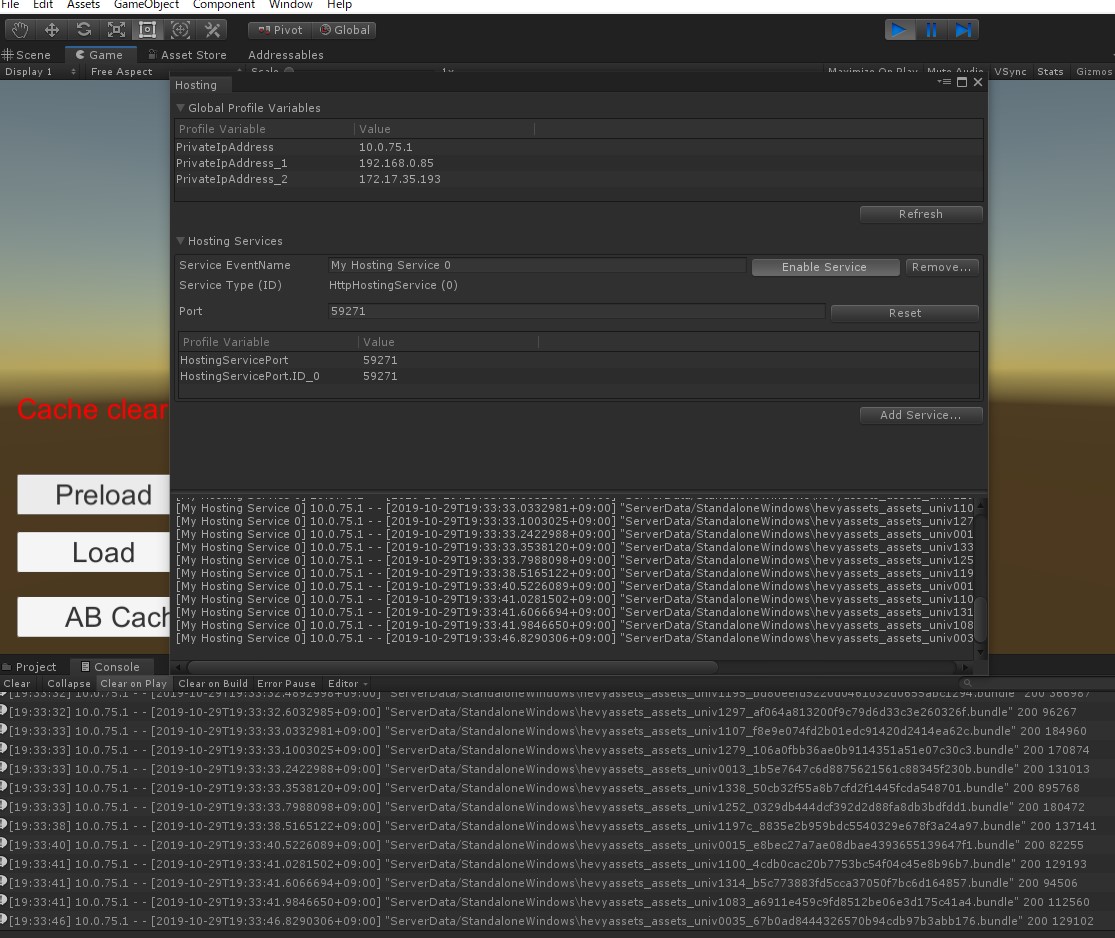 File Edit Assets GameObject Component Window Help
Pivot Global
Scene Game Asset Store Addressables
Display 1 Free Aspect Scale 1x Maximize On Play Mute Audio VSync Stats Gizmos
Hosting
Global Profile Variables
Profile Variable Value
PrivateIpAddress 10.0.75.1
PrivateIpAddress_1 192.168.0.85
PrivateIpAddress_2 172.17.35.193
Refresh
Hosting Services
Service EventName My Hosting Service 0 Enable Service Remove...
Service Type (ID) HttpHostingService (0)
Port 59271 Reset
Profile Variable Value
HostingServicePort 59271
HostingServicePort.ID_0 59271
Add Service...
Cache clear
Preload
Load
AB Cach
[My Hosting Service 0] 10.0.75.1 - - [2019-10-29T19:33:33.0332981+09:00] "ServerData/StandaloneWindows\hevyassets_assets_univ110
[My Hosting Service 0] 10.0.75.1 - - [2019-10-29T19:33:33.1003025+09:00] "ServerData/StandaloneWindows\hevyassets_assets_univ127
[My Hosting Service 0] 10.0.75.1 - - [2019-10-29T19:33:33.2422988+09:00] "ServerData/StandaloneWindows\hevyassets_assets_univ001
[My Hosting Service 0] 10.0.75.1 - - [2019-10-29T19:33:33.3538120+09:00] "ServerData/StandaloneWindows\hevyassets_assets_univ133
[My Hosting Service 0] 10.0.75.1 - - [2019-10-29T19:33:33.7988098+09:00] "ServerData/StandaloneWindows\hevyassets_assets_univ125
[My Hosting Service 0] 10.0.75.1 - - [2019-10-29T19:33:38.5165122+09:00] "ServerData/StandaloneWindows\hevyassets_assets_univ119
[My Hosting Service 0] 10.0.75.1 - - [2019-10-29T19:33:40.5226089+09:00] "ServerData/StandaloneWindows\hevyassets_assets_univ001
[My Hosting Service 0] 10.0.75.1 - - [2019-10-29T19:33:41.0281502+09:00] "ServerData/StandaloneWindows\hevyassets_assets_univ110
[My Hosting Service 0] 10.0.75.1 - - [2019-10-29T19:33:41.6066694+09:00] "ServerData/StandaloneWindows\hevyassets_assets_univ131
[My Hosting Service 0] 10.0.75.1 - - [2019-10-29T19:33:41.9846650+09:00] "ServerData/StandaloneWindows\hevyassets_assets_univ108
[My Hosting Service 0] 10.0.75.1 - - [2019-10-29T19:33:46.8290306+09:00] "ServerData/StandaloneWindows\hevyassets_assets_univ003
Project Console
Clear Collapse Clear on Play Clear on Build Error Pause Editor
[19:33:32] 10.0.75.1 - - [2019-10-29T19:33:32.6032985+09:00] "ServerData/StandaloneWindows\hevyassets_assets_univ1297_af064a813200f9c79d6d33c3e260326f.bundle" 200 96267
[19:33:33] 10.0.75.1 - - [2019-10-29T19:33:33.0332981+09:00] "ServerData/StandaloneWindows\hevyassets_assets_univ1107_f8e9e074fd2b01edc91420d2414ea62c.bundle" 200 184960
[19:33:33] 10.0.75.1 - - [2019-10-29T19:33:33.1003025+09:00] "ServerData/StandaloneWindows\hevyassets_assets_univ1279_106a0fbb36ae0b9114351a51e07c30c3.bundle" 200 170874
[19:33:33] 10.0.75.1 - - [2019-10-29T19:33:33.2422988+09:00] "ServerData/StandaloneWindows\hevyassets_assets_univ0013_1b5e7647c6d8875621561c88345f230b.bundle" 200 131013
[19:33:33] 10.0.75.1 - - [2019-10-29T19:33:33.3538120+09:00] "ServerData/StandaloneWindows\hevyassets_assets_univ1338_50cb32f55a8b7cfd2f1445fcda548701.bundle" 200 895768
[19:33:33] 10.0.75.1 - - [2019-10-29T19:33:33.7988098+09:00] "ServerData/StandaloneWindows\hevyassets_assets_univ1252_0329db444dcf392d2d88fa8db3bdfdd1.bundle" 200 180472
[19:33:38] 10.0.75.1 - - [2019-10-29T19:33:38.5165122+09:00] "ServerData/StandaloneWindows\hevyassets_assets_univ1197c_8835e2b959bdc5540329e678f3a24a97.bundle" 200 137141
[19:33:40] 10.0.75.1 - - [2019-10-29T19:33:40.5226089+09:00] "ServerData/StandaloneWindows\hevyassets_assets_univ0015_e8bec27a7ae08dbae4393655139647f1.bundle" 200 82255
[19:33:41] 10.0.75.1 - - [2019-10-29T19:33:41.0281502+09:00] "ServerData/StandaloneWindows\hevyassets_assets_univ1100_4cdb0cac20b7753bc54f04c45e8b96b7.bundle" 200 129193
[19:33:41] 10.0.75.1 - - [2019-10-29T19:33:41.6066694+09:00] "ServerData/StandaloneWindows\hevyassets_assets_univ1314_b5c773883fd5cca37050f7bc6d164857.bundle" 200 94506
[19:33:41] 10.0.75.1 - - [2019-10-29T19:33:41.9846650+09:00] "ServerData/StandaloneWindows\hevyassets_assets_univ1083_a6911e459c9fd8512be06e3d175c41a4.bundle" 200 112560
[19:33:46] 10.0.75.1 - - [2019-10-29T19:33:46.8290306+09:00] "ServerData/StandaloneWindows\hevyassets_assets_univ0035_67b0ad8444326570b94cdb97b3abb176.bundle" 200 129102